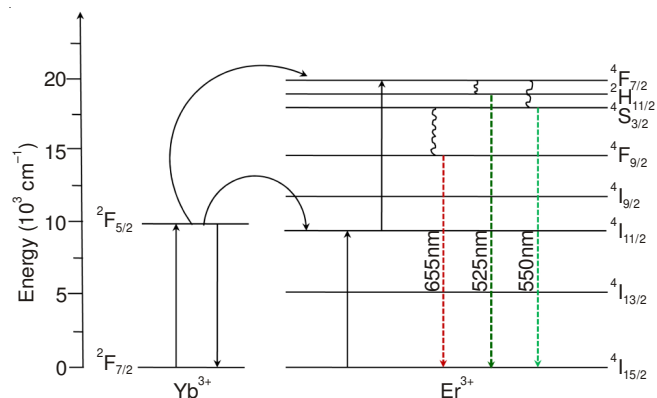 Energy (10³ cm⁻¹)
20
15
10
5
0
²F₅/₂
²F₇/₂
Yb³⁺
⁴F₇/₂
²H₁₁/₂
⁴S₃/₂
⁴F₉/₂
⁴I₉/₂
⁴I₁₁/₂
⁴I₁₃/₂
⁴I₁₅/₂
655nm
525nm
550nm
Er³⁺